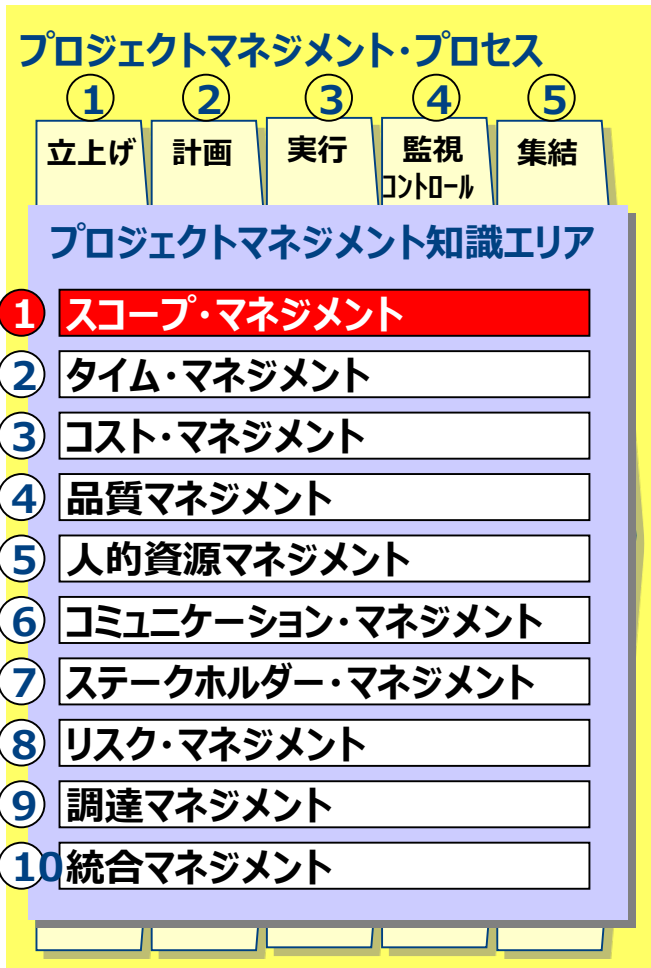 プロジェクトマネジメント・プロセス
① ② ③ ④ ⑤
立上げ 計画 実行 監視 集結
コントロール
プロジェクトマネジメント知識エリア
① スコープ・マネジメント
② タイム・マネジメント
③ コスト・マネジメント
④ 品質マネジメント
⑤ 人的資源マネジメント
⑥ コミュニケーション・マネジメント
⑦ ステークホルダー・マネジメント
⑧ リスク・マネジメント
⑨ 調達マネジメント
⑩ 統合マネジメント